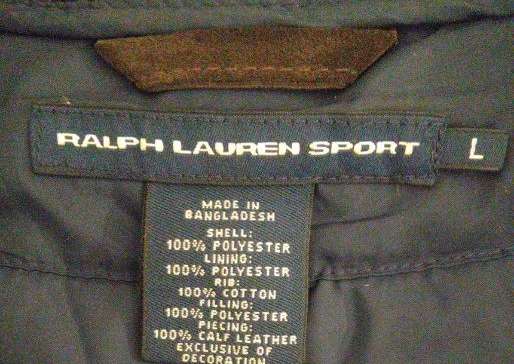 RALPH LAUREN SPORT
L
MADE IN
BANGLADESH
SHELL:
100% POLYESTER
LINING:
100% POLYESTER
RIB:
100% COTTON
FILLING:
100% POLYESTER
PIECING:
100% CALF LEATHER
EXCLUSIVE OF
DECORATION